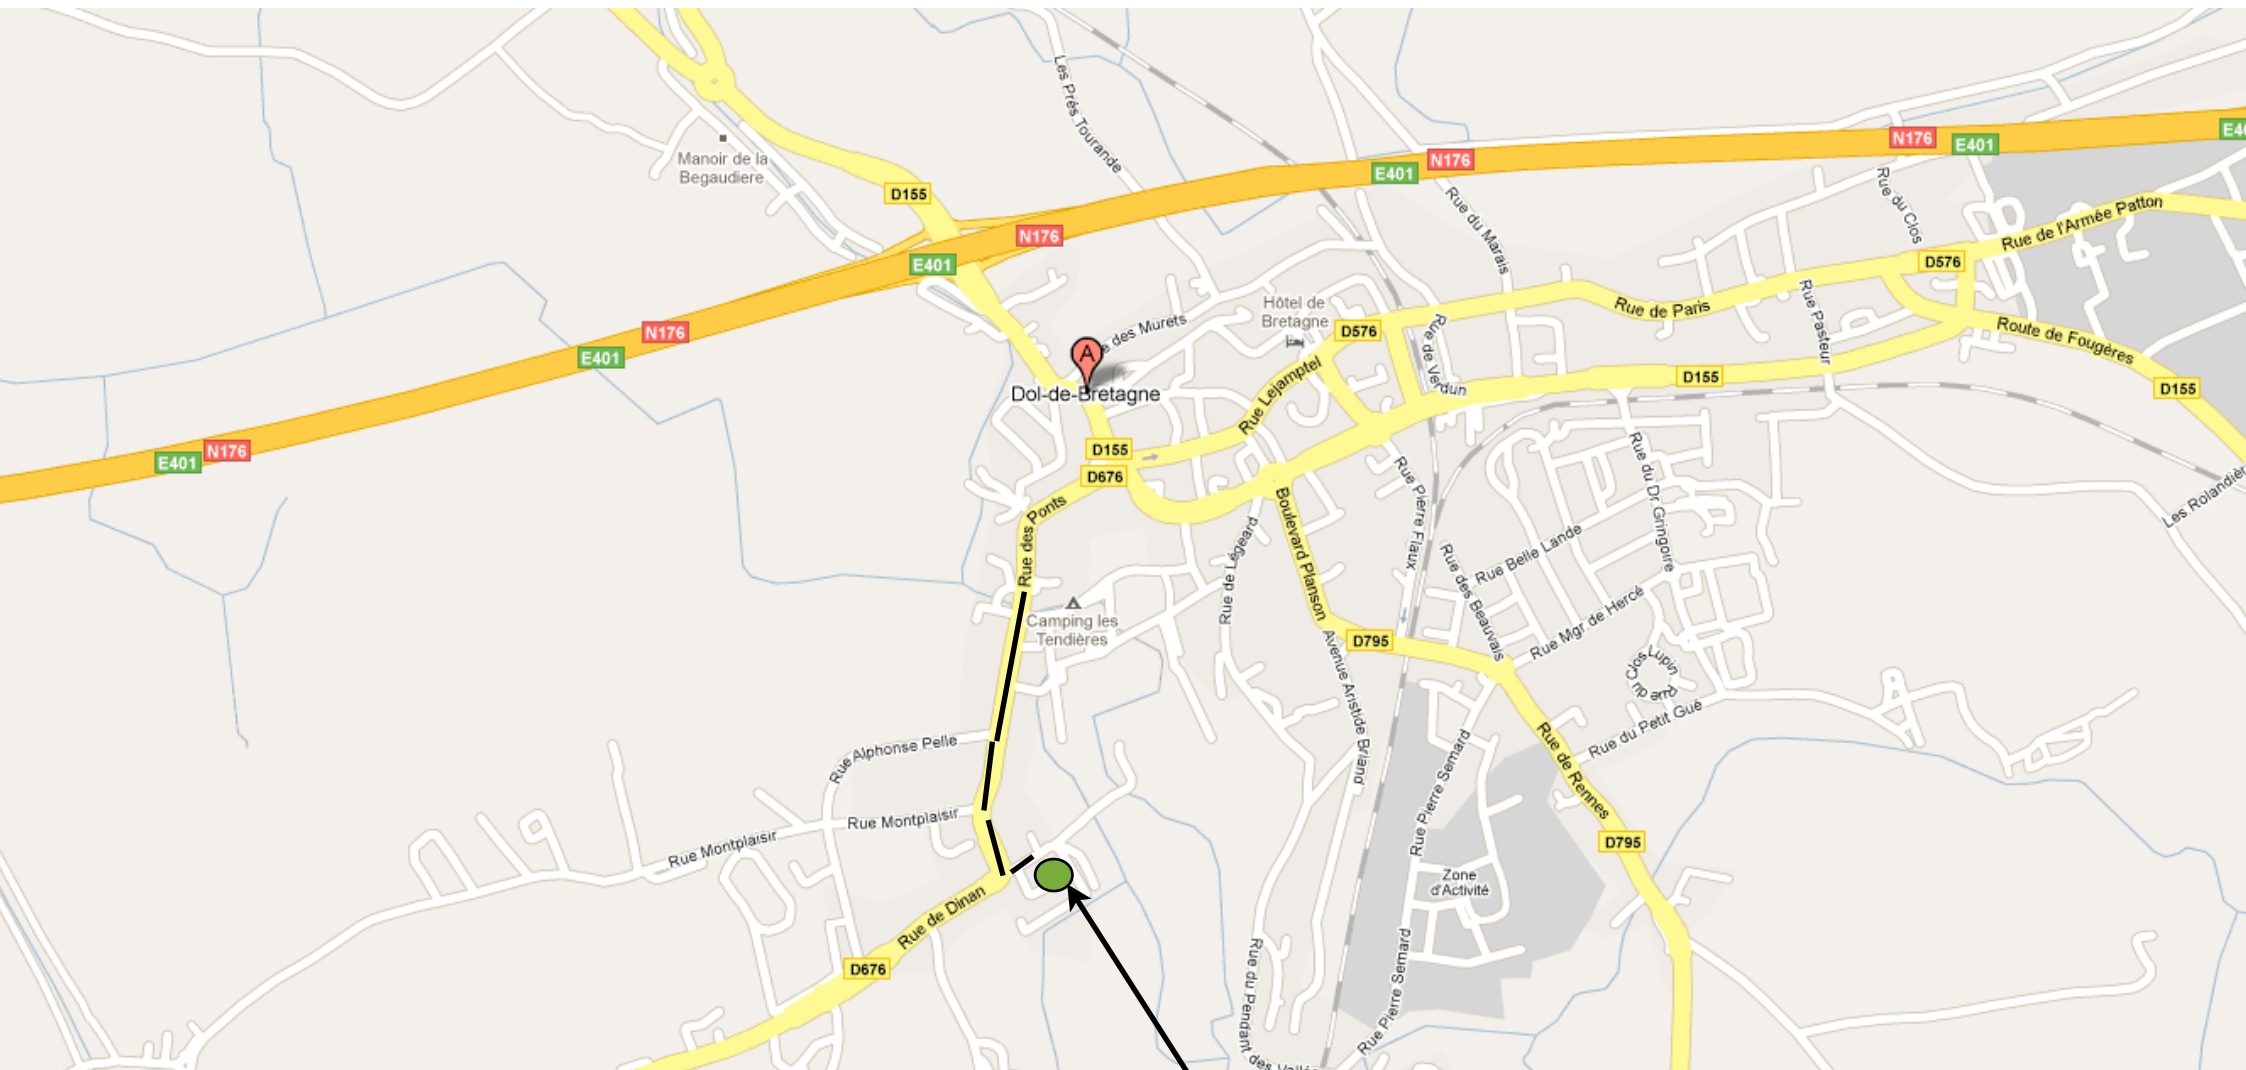 Les Prés Tourande
E40
N176
E401
N176
E401
Manoir de la
Begaudiere
D155
Rue du Marais
Rue du Clos
Rue de l'Armée Patton
N176
E401
D576
Hôtel de
Bretagne
Rue de Paris
Rue Pasteur
e des Murets
D576
Rue de Verdun
Route de Fougères
N176
E401
A
Dol-de-Bretagne
Rue Lejamptel
D155
D155
N176
E401
D155
D676
Rue des Ponts
Boulevard Planson
Rue Pierre Flaux
Rue du Dr Gringoire
Les Rolandièr
Rue de Légeard
Rue Belle Lande
Rue des Beauvais
Rue Mgr de Hercé
Camping les
Tendières
D795
Avenue Aristide Briand
Rue du Clos Lupin
Rue du Petit Gué
Rue Alphonse Pelle
Rue de Rennes
Rue Pierre Semard
Rue Montplaisir
Rue Montplaisir
D795
Zone
d'Activité
Rue de Dinan
D676
Rue Pierre Semard
Rue du Pendant des Vallé